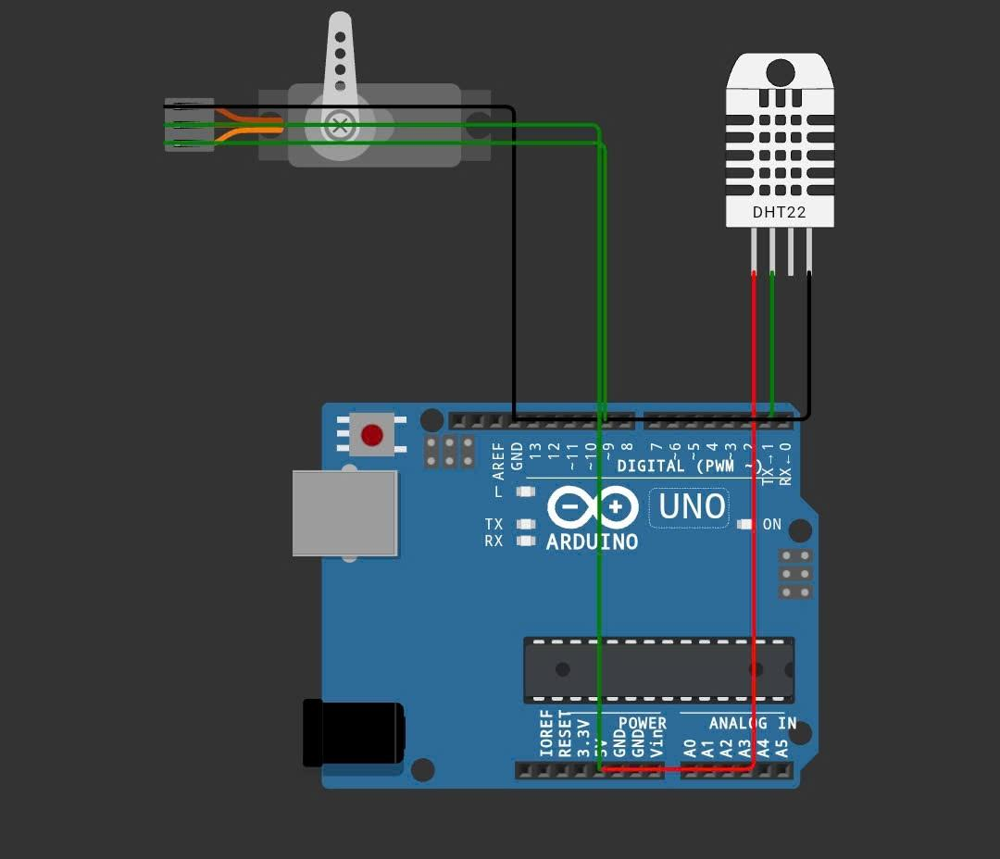 DHT22
AREF
GND
13
12
~11
~10
~9
8
7
~6
~5
4
~3
2
TX→1
RX←0
DIGITAL (PWM ~)
L
TX
RX
ARDUINO
UNO
ON
IOREF
RESET
3.3V
5V
GND
GND
Vin
POWER
ANALOG IN
A0
A1
A2
A3
A4
A5